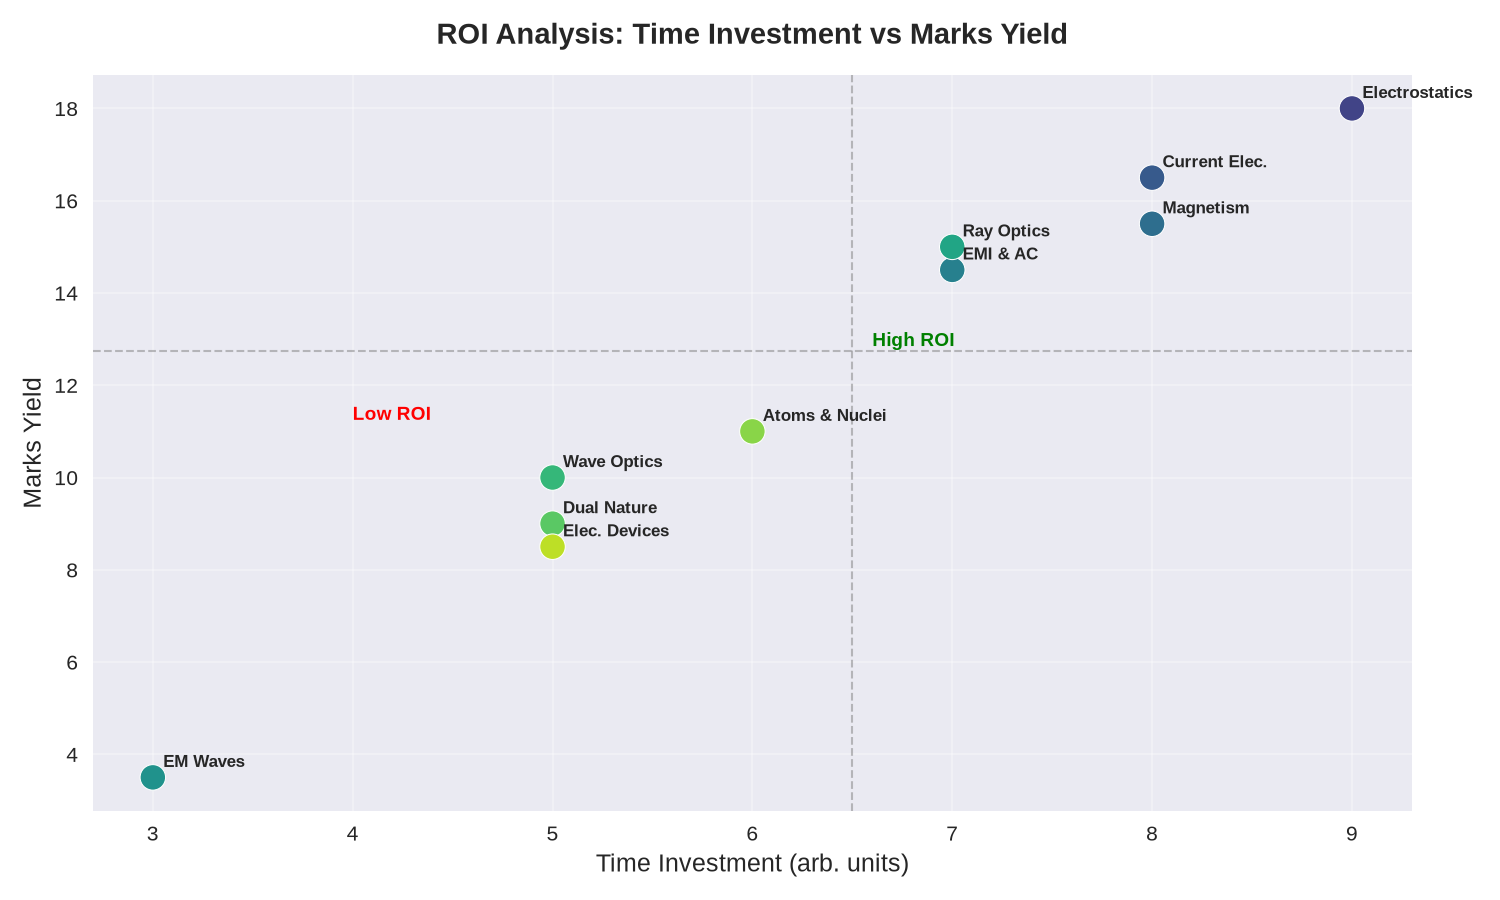 ROI Analysis: Time Investment vs Marks Yield
Marks Yield
18
16
14
12
10
8
6
4
Electrostatics
Current Elec.
Magnetism
Ray Optics
EMI & AC
High ROI
Low ROI
Atoms & Nuclei
Wave Optics
Dual Nature
Elec. Devices
EM Waves
3 4 5 6 7 8 9
Time Investment (arb. units)